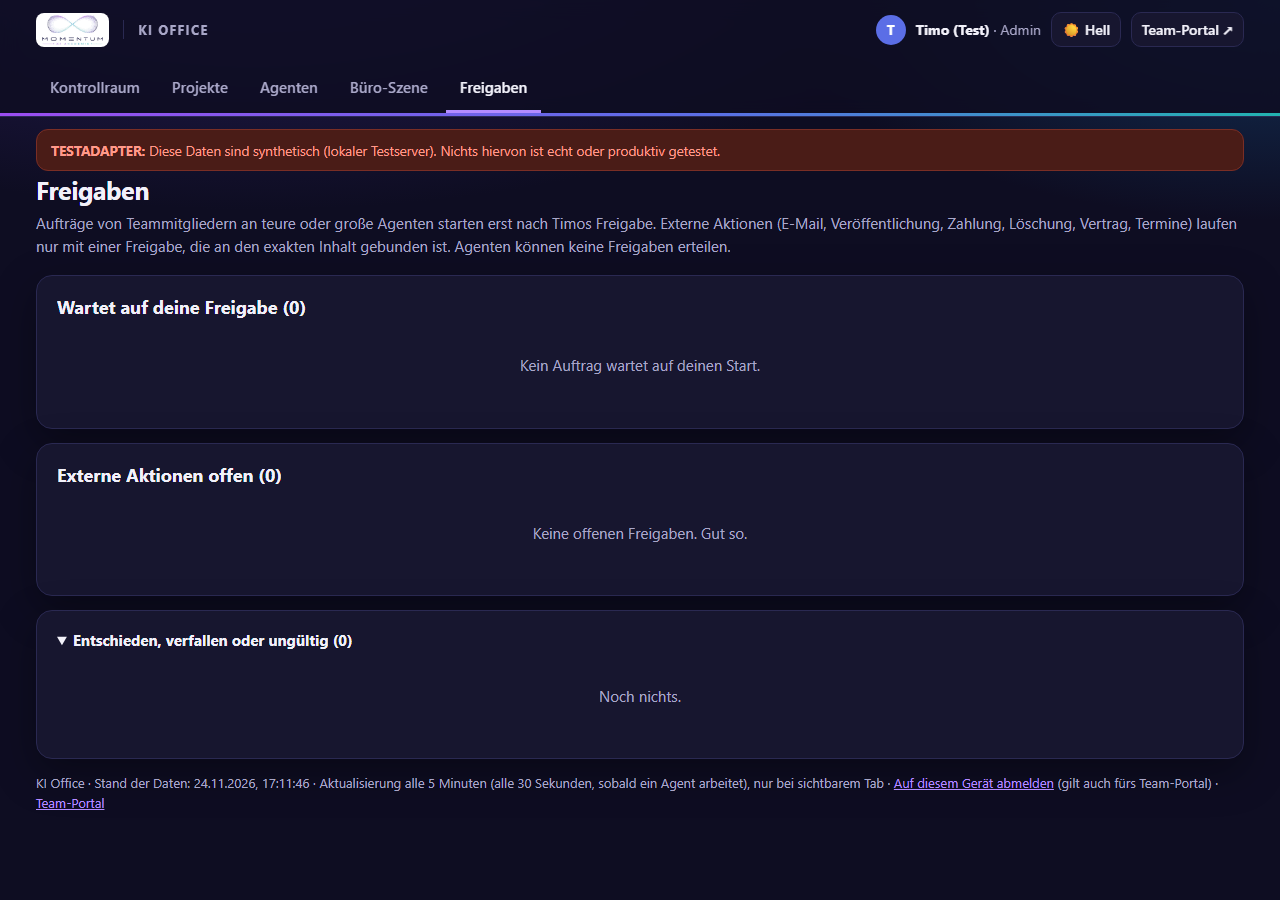 MOMENTUM
KI OFFICE
T
Timo (Test) · Admin
Hell
Team-Portal ↗
Kontrollraum
Projekte
Agenten
Büro-Szene
Freigaben
TESTADAPTER: Diese Daten sind synthetisch (lokaler Testserver). Nichts hiervon ist echt oder produktiv getestet.
Freigaben
Aufträge von Teammitgliedern an teure oder große Agenten starten erst nach Timos Freigabe. Externe Aktionen (E-Mail, Veröffentlichung, Zahlung, Löschung, Vertrag, Termine) laufen
nur mit einer Freigabe, die an den exakten Inhalt gebunden ist. Agenten können keine Freigaben erteilen.
Wartet auf deine Freigabe (0)
Kein Auftrag wartet auf deinen Start.
Externe Aktionen offen (0)
Keine offenen Freigaben. Gut so.
▼ Entschieden, verfallen oder ungültig (0)
Noch nichts.
KI Office · Stand der Daten: 24.11.2026, 17:11:46 · Aktualisierung alle 5 Minuten (alle 30 Sekunden, sobald ein Agent arbeitet), nur bei sichtbarem Tab · Auf diesem Gerät abmelden (gilt auch fürs Team-Portal) ·
Team-Portal